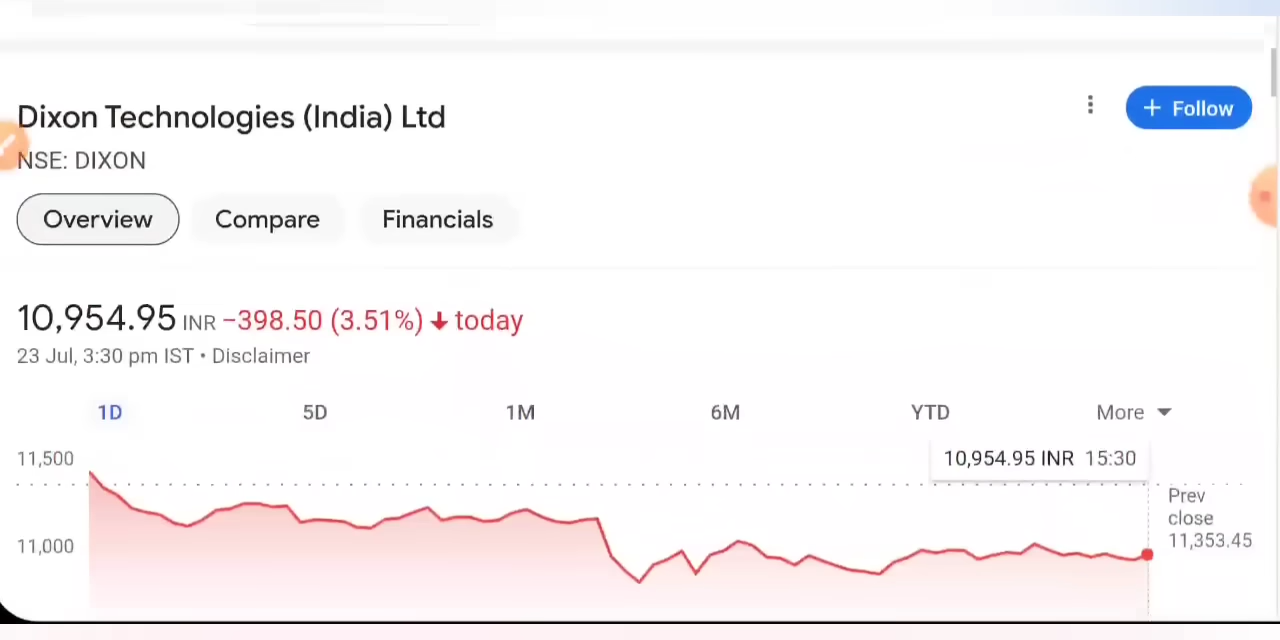 Dixon Technologies (India) Ltd
+ Follow
NSE: DIXON
Overview Compare Financials
10,954.95 INR −398.50 (3.51%) ↓ today
23 Jul, 3:30 pm IST • Disclaimer
1D 5D 1M 6M YTD More
11,500
10,954.95 INR 15:30
Prev
close
11,353.45
11,000